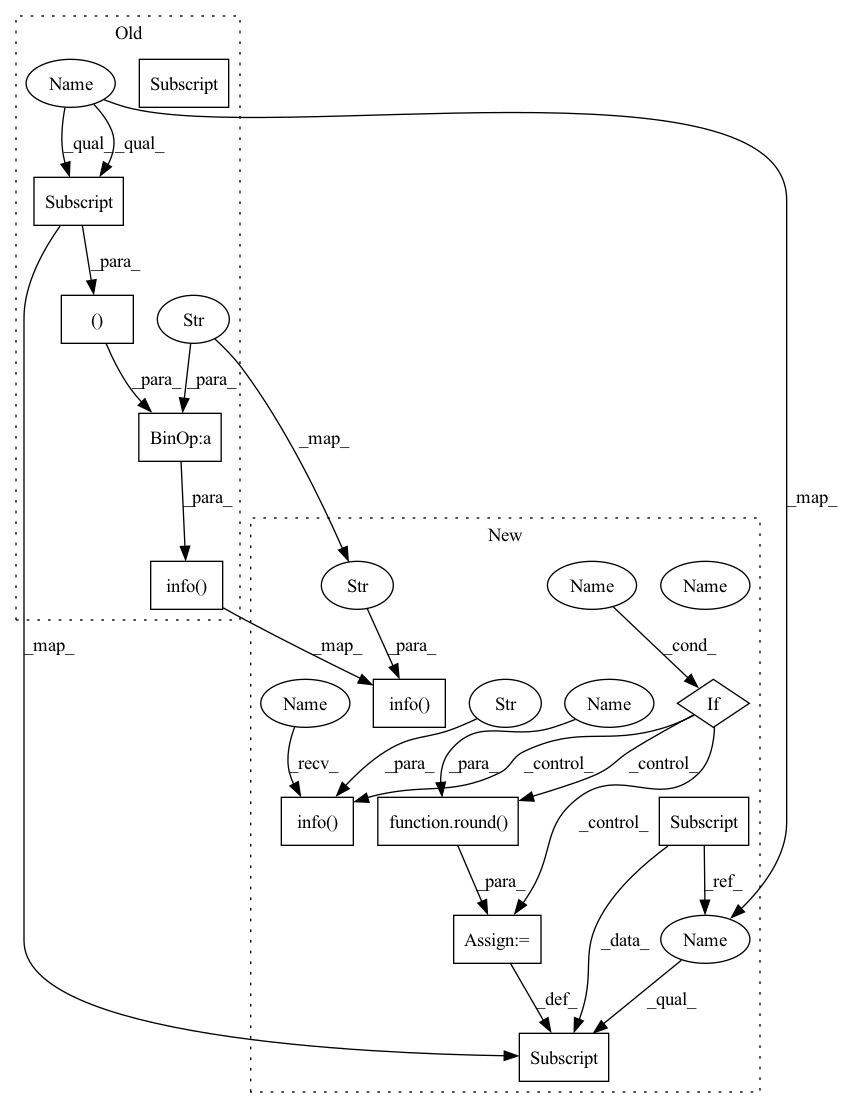 Old
Name
Subscript
_qual_
_qual_
Subscript
_para_
()
Str
_para_
_para_
_map_
BinOp:a
_map_
_para_
New
info()
Str
Name
Name
_map_
_map_
_para_
_cond_
Name
info()
Str
Name
If
_recv_
_para_
_para_
_control_
_control_
info()
function.round()
_control_
Subscript
_para_
_ref_
Assign:=
_data_
Name
_def_
_qual_
Subscript